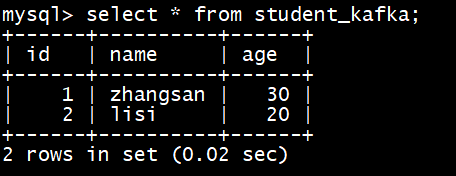 mysql> select * from student_kafka;
+------+----------+------+
| id   | name     | age  |
+------+----------+------+
|    1 | zhangsan |   30 |
|    2 | lisi     |   20 |
+------+----------+------+
2 rows in set (0.02 sec)